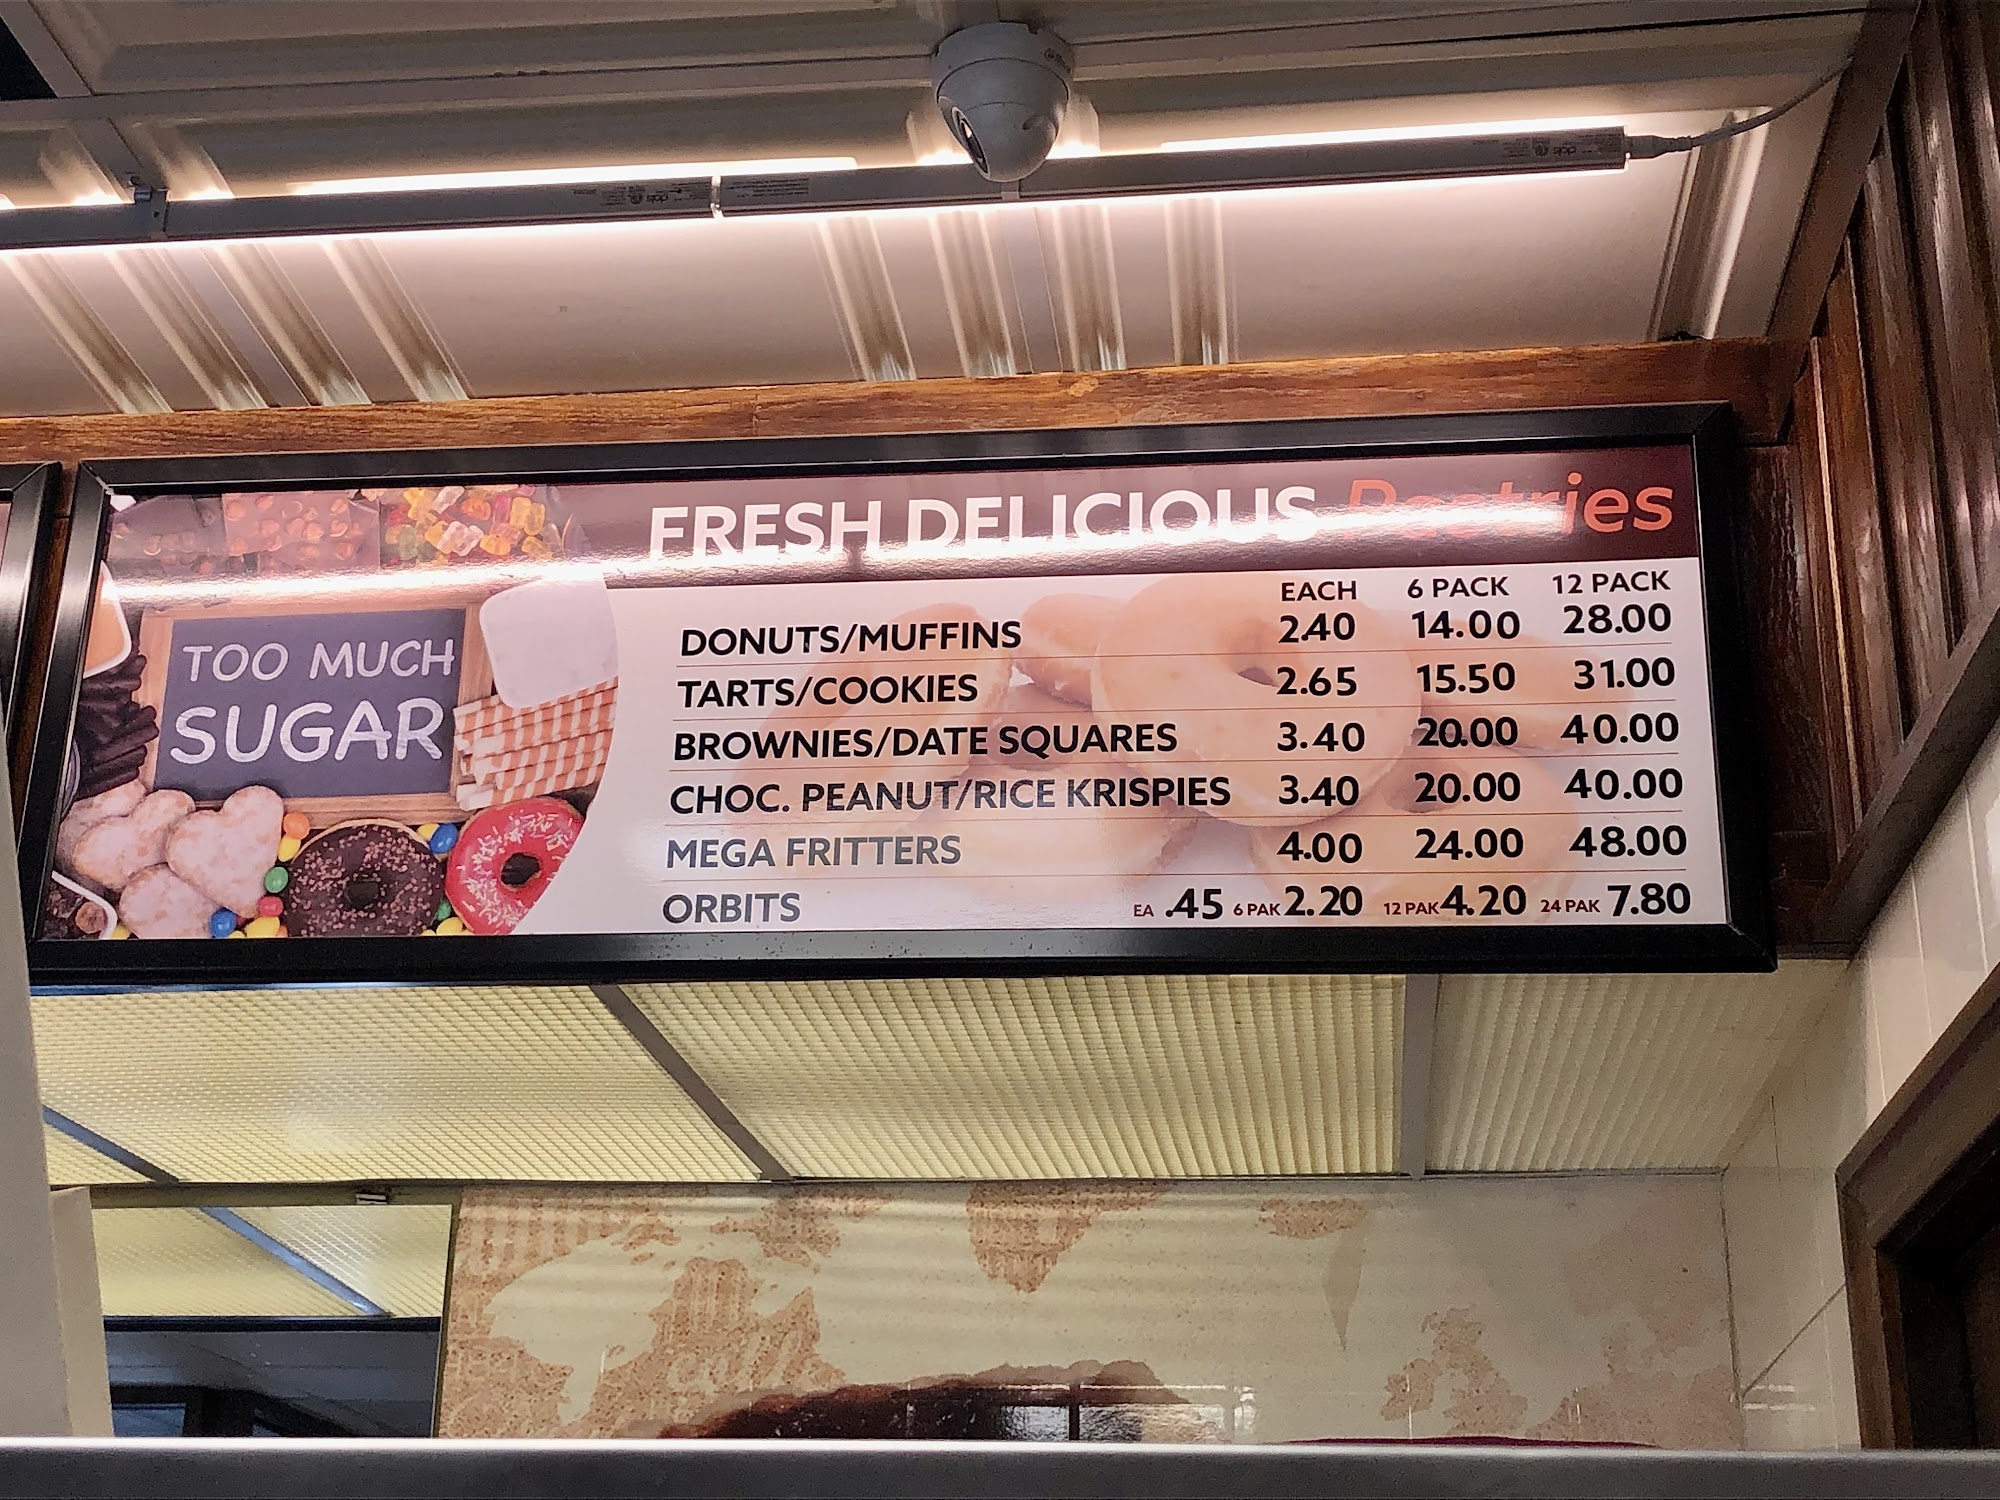 FRESH DELICIOUS Pastries
TOO MUCH
SUGAR
EACH 6 PACK 12 PACK
DONUTS/MUFFINS 2.40 14.00 28.00
TARTS/COOKIES 2.65 15.50 31.00
BROWNIES/DATE SQUARES 3.40 20.00 40.00
CHOC. PEANUT/RICE KRISPIES 3.40 20.00 40.00
MEGA FRITTERS 4.00 24.00 48.00
ORBITS EA .45 6 PAK 2.20 12 PAK 4.20 24 PAK 7.80